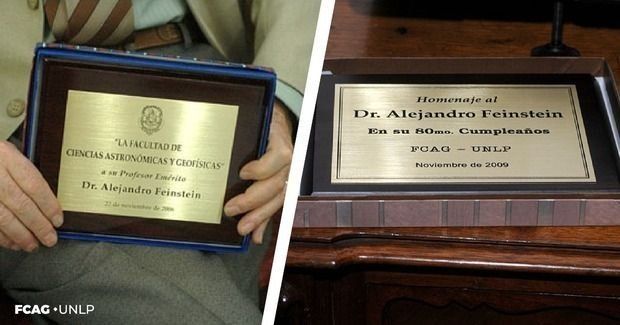 "LA FACULTAD DE
CIENCIAS ASTRONÓMICAS Y GEOFÍSICAS"
a su Profesor Emérito
Dr. Alejandro Feinstein
22 de noviembre de 2006
Homenaje al
Dr. Alejandro Feinstein
En su 80mo. Cumpleaños
FCAG – UNLP
Noviembre de 2009
FCAG • UNLP